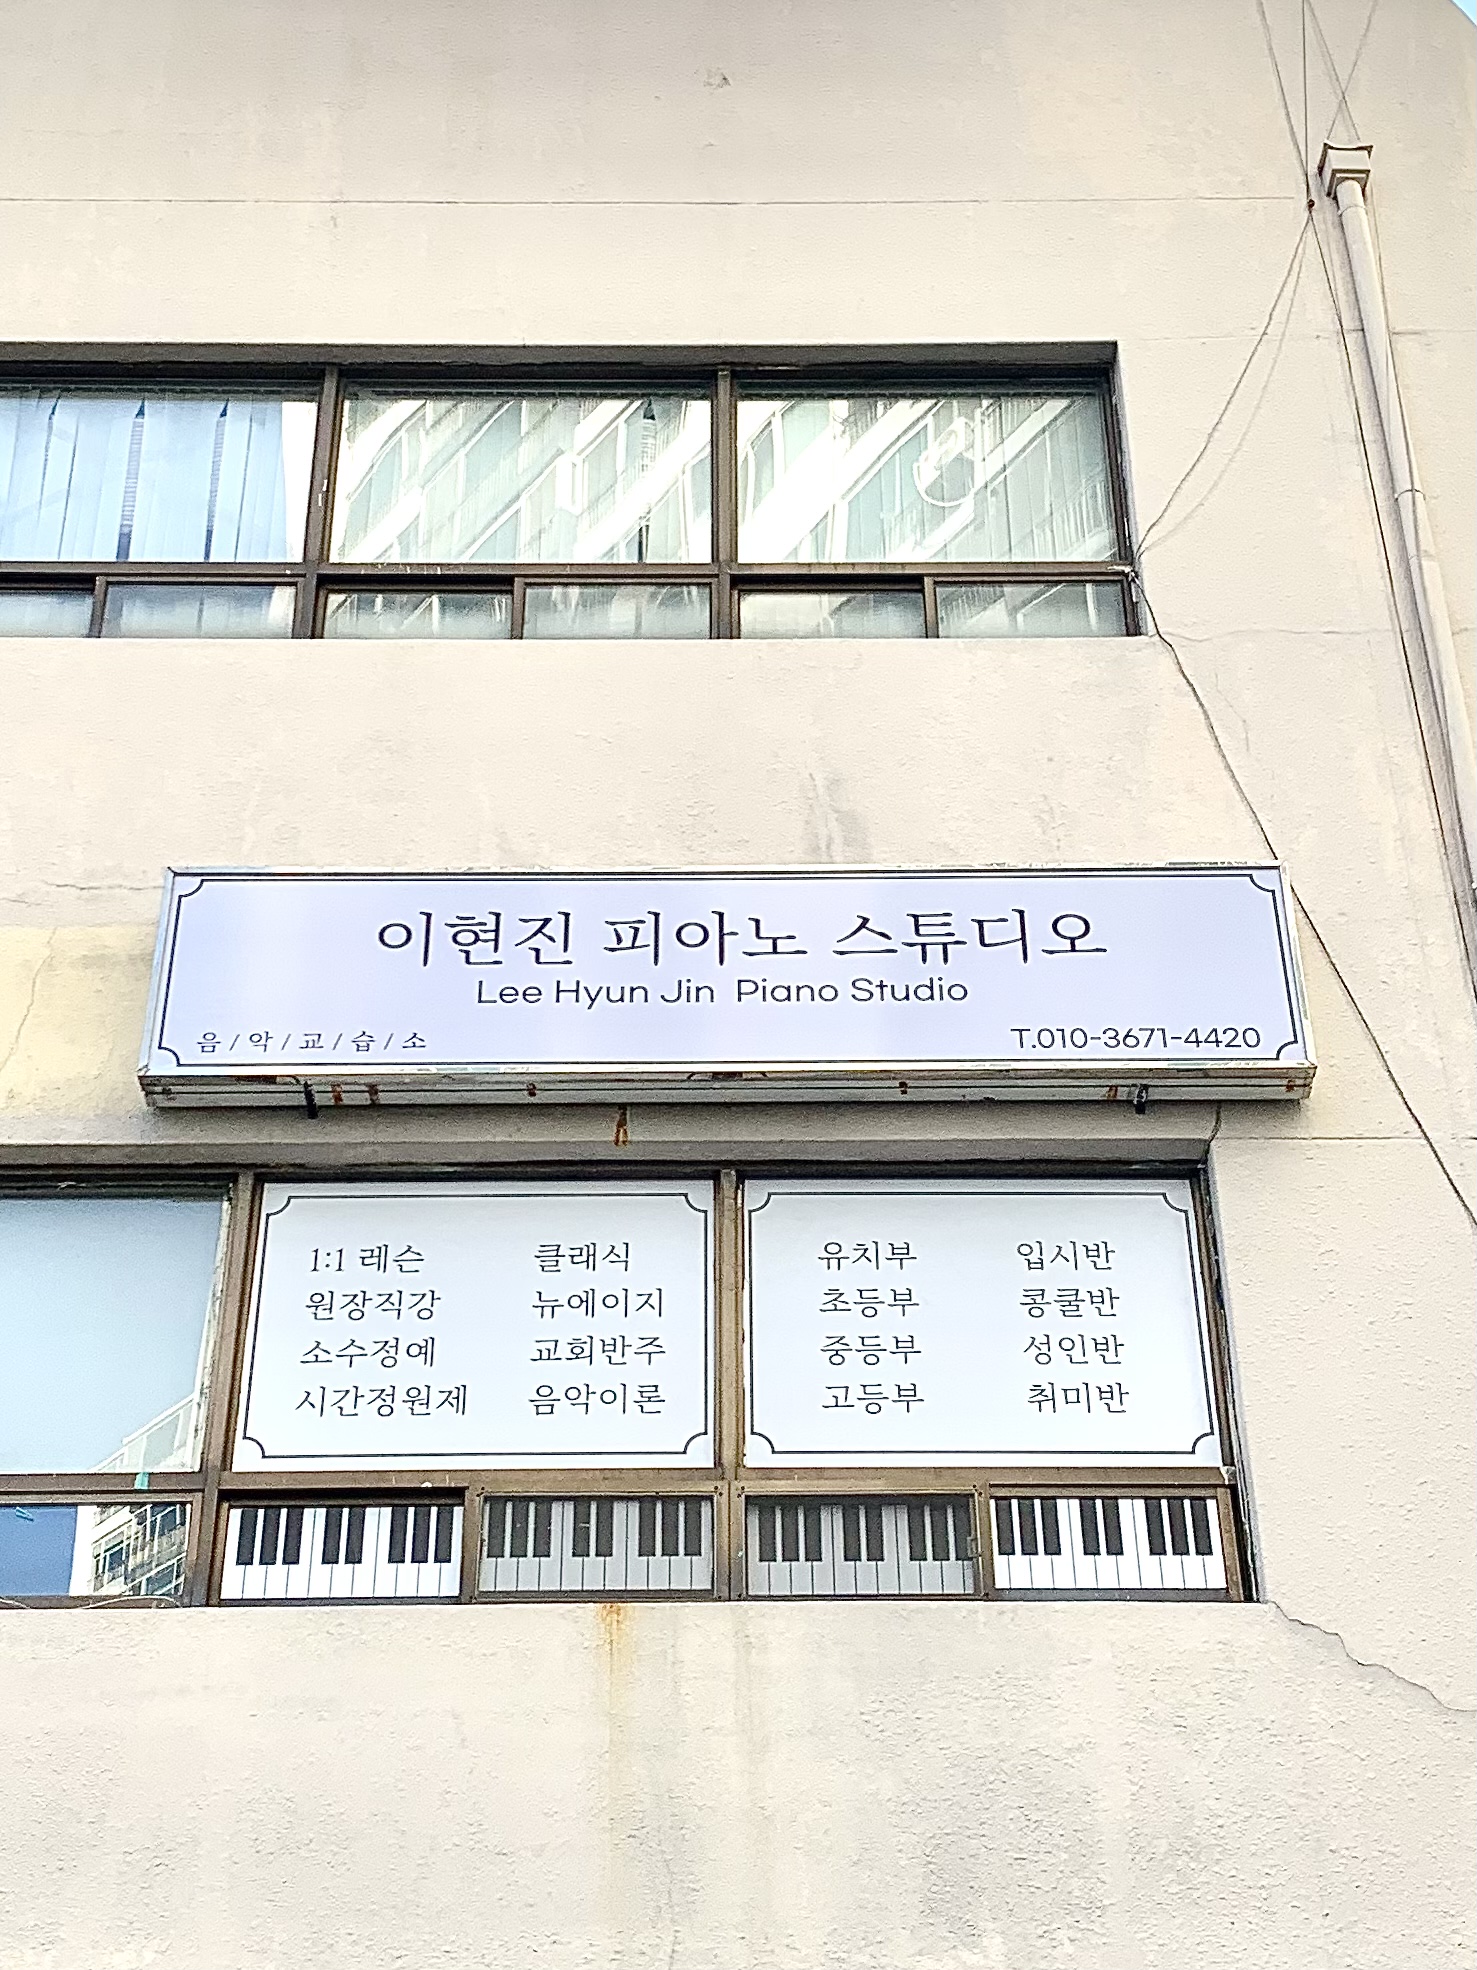 이현진 피아노 스튜디오
Lee Hyun Jin Piano Studio
음/악/교/습/소 T.010-3671-4420
1:1 레슨 클래식
원장직강 뉴에이지
소수정예 교회반주
시간정원제 음악이론
유치부 입시반
초등부 콩쿨반
중등부 성인반
고등부 취미반